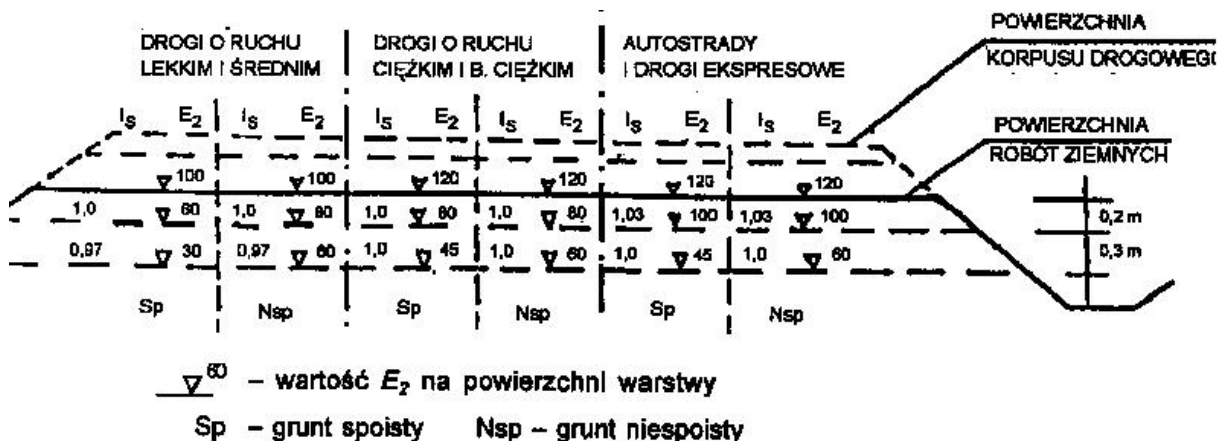 DROGI O RUCHU
LEKKIM I ŚREDNIM
DROGI O RUCHU
CIĘŻKIM I B. CIĘŻKIM
AUTOSTRADY
I DROGI EKSPRESOWE
POWIERZCHNIA
KORPUSU DROGOWEGO
IS E2 IS E2 IS E2 IS E2 IS E2 IS E2
POWIERZCHNIA
ROBÓT ZIEMNYCH
100 100 120 120 120 120
1,0 60 1,0 80 1,0 80 1,0 80 1,03 100 1,03 100 0,2 m
0,97 30 0,97 60 1,0 45 1,0 60 1,0 45 1,0 60 0,3 m
Sp Nsp Sp Nsp Sp Nsp
60 – wartość E2 na powierzchni warstwy
Sp – grunt spoisty Nsp – grunt niespoisty